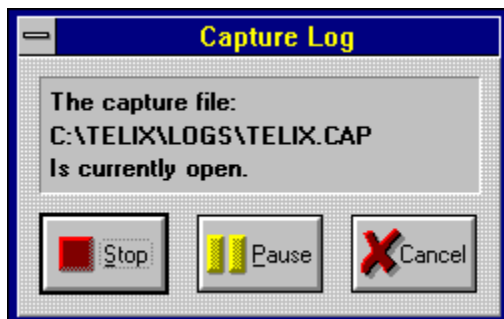 Capture Log
The capture file:
C:\TELIX\LOGS\TELIX.CAP
Is currently open.
Stop Pause Cancel